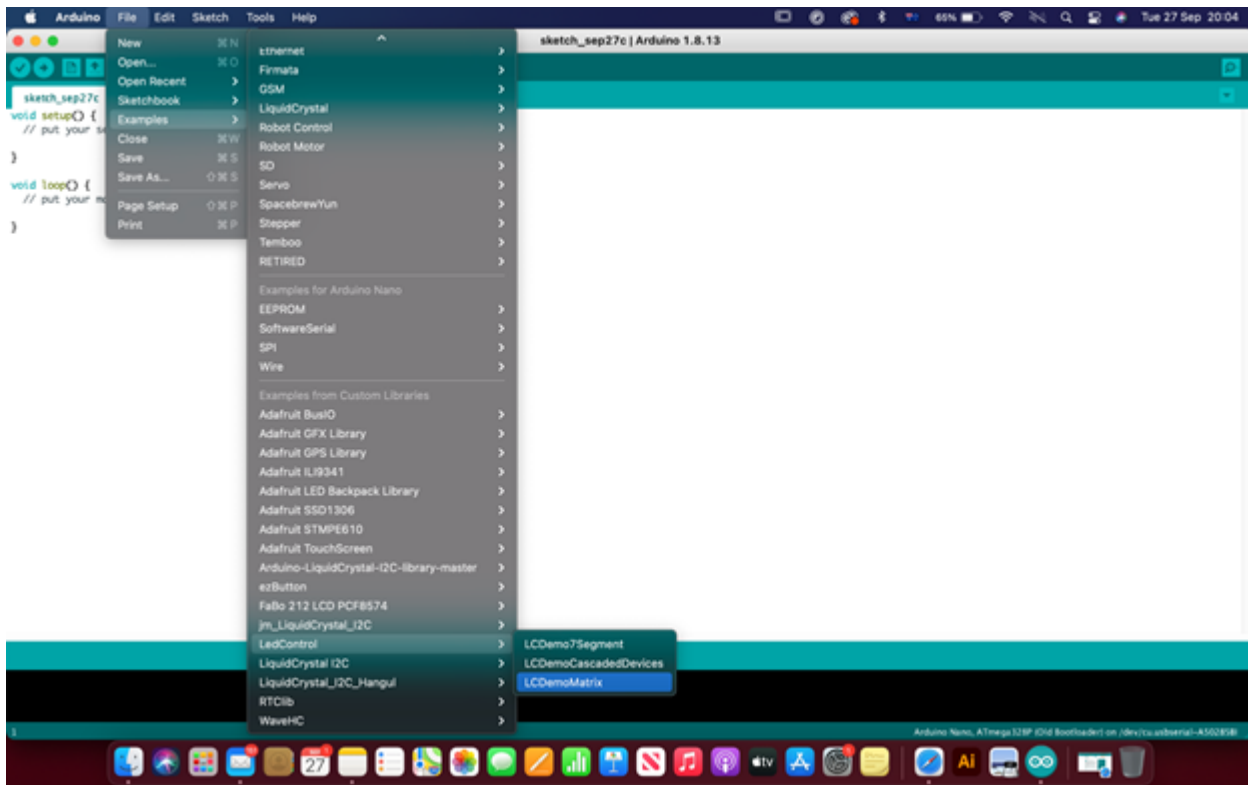 Arduino File Edit Sketch Tools Help 65% Tue 27 Sep 20:04
sketch_sep27c | Arduino 1.8.13
sketch_sep27c
void setup() {
// put your se
}
void loop() {
// put your m
}
New ⌘N
Open... ⌘O
Open Recent
Sketchbook
Examples
Close ⌘W
Save ⌘S
Save As... ⇧⌘S
Page Setup ⇧⌘P
Print ⌘P
Ethernet
Firmata
GSM
LiquidCrystal
Robot Control
Robot Motor
SD
Servo
SpacebrewYun
Stepper
Temboo
RETIRED
Examples for Arduino Nano
EEPROM
SoftwareSerial
SPI
Wire
Examples from Custom Libraries
Adafruit BusIO
Adafruit GFX Library
Adafruit GPS Library
Adafruit ILI9341
Adafruit LED Backpack Library
Adafruit SSD1306
Adafruit STMPE610
Adafruit TouchScreen
Arduino-LiquidCrystal-I2C-library-master
ezButton
FaBo 212 LCD PCF8574
jm_LiquidCrystal_I2C
LedControl
LiquidCrystal I2C
LiquidCrystal_I2C_Hangul
RTClib
WaveHC
LCDemo7Segment
LCDemoCascadedDevices
LCDemoMatrix
1
Arduino Nano, ATmega328P (Old Bootloader) on /dev/cu.usbserial-A50285BI
27
tv
Ai